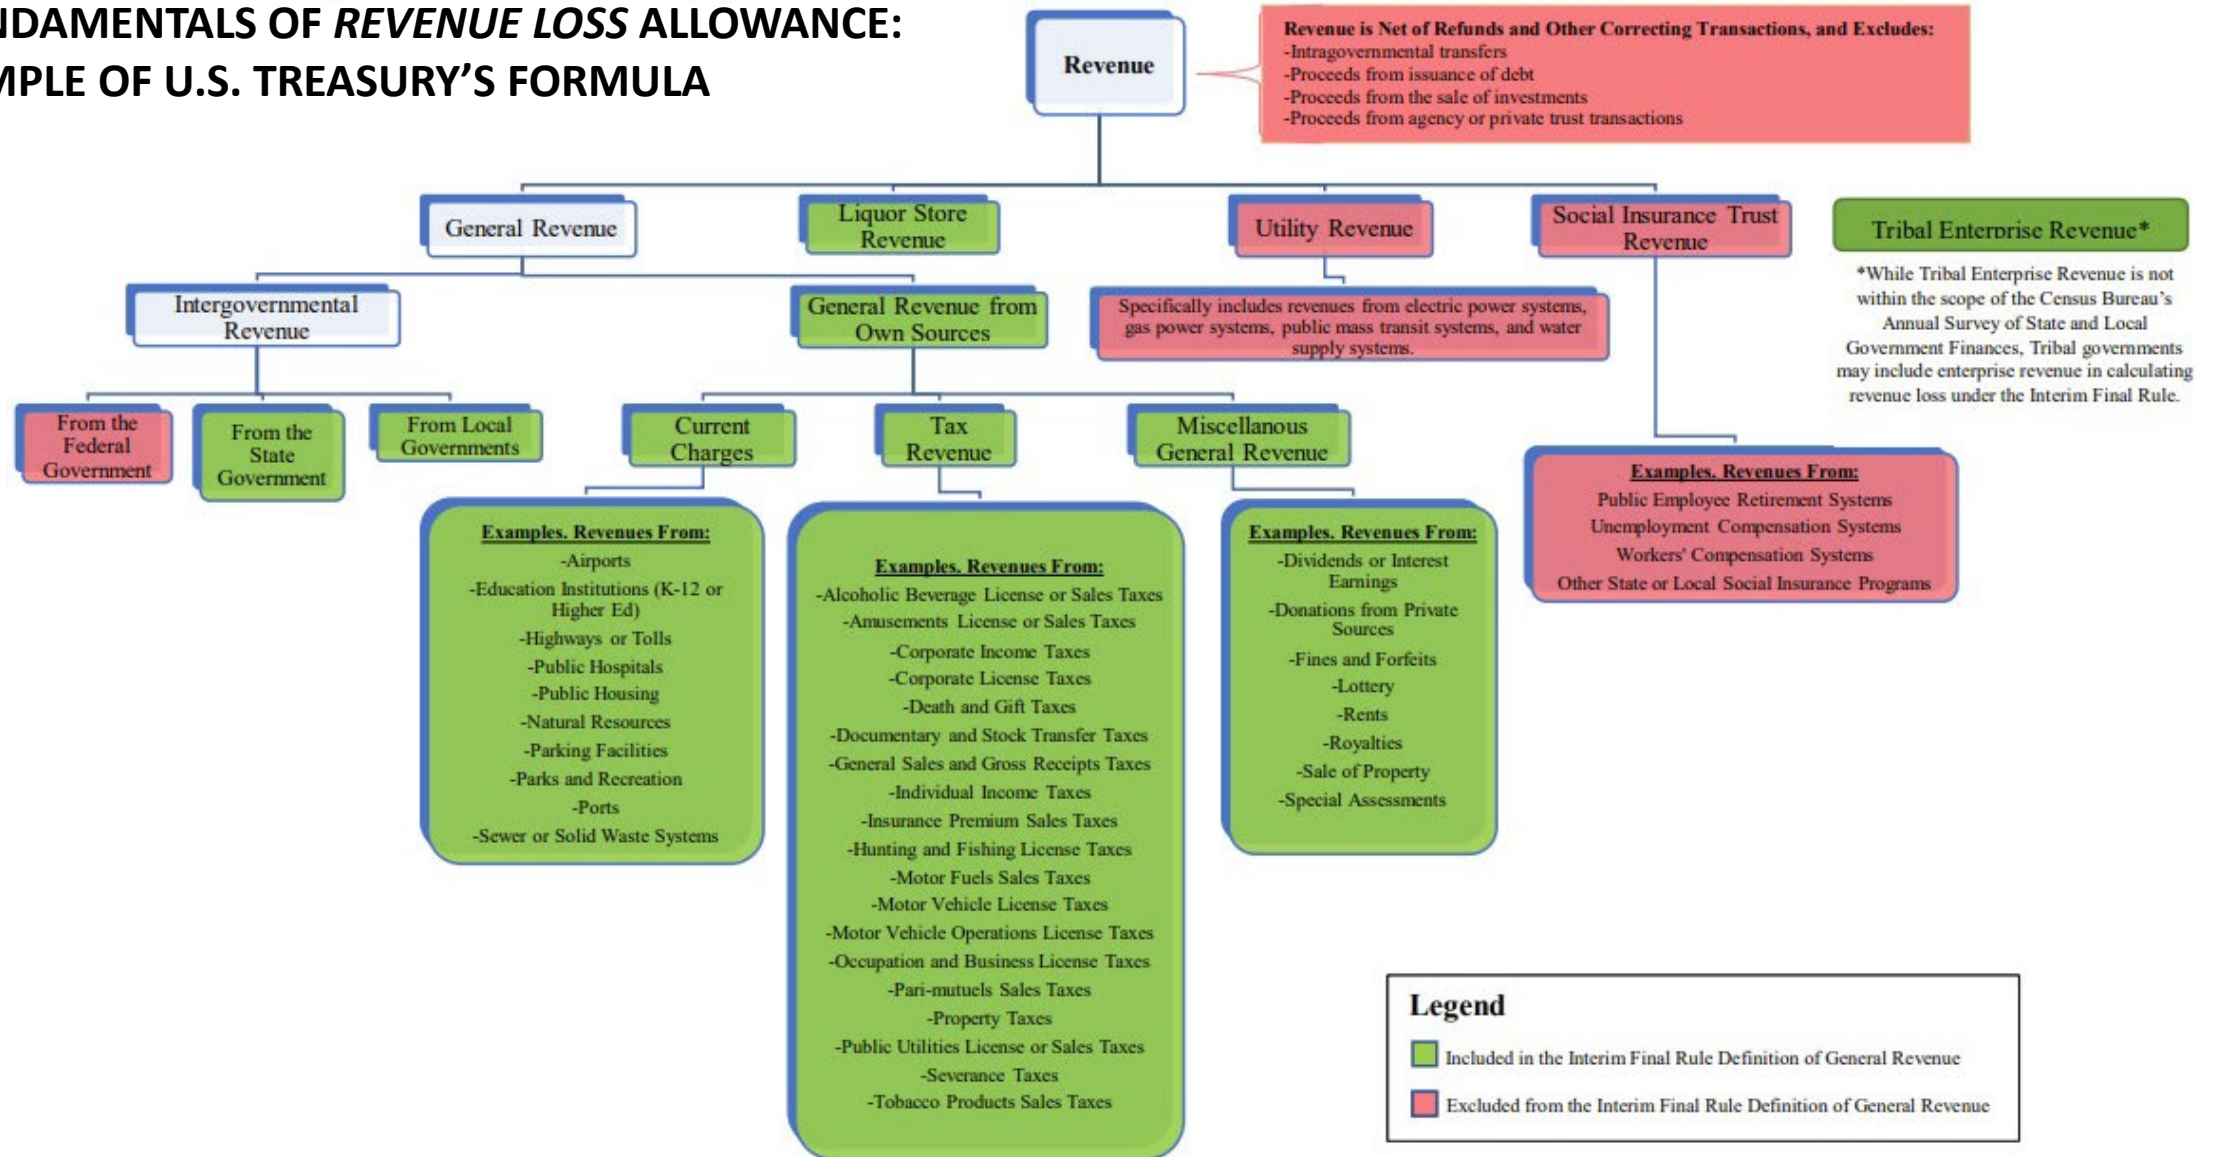 NDAMENTALS OF REVENUE LOSS ALLOWANCE:
MPLE OF U.S. TREASURY'S FORMULA
Revenue
Revenue is Net of Refunds and Other Correcting Transactions, and Excludes:
-Intragovernmental transfers
-Proceeds from issuance of debt
-Proceeds from the sale of investments
-Proceeds from agency or private trust transactions
General Revenue
Liquor Store
Revenue
Utility Revenue
Social Insurance Trust
Revenue
Tribal Enterprise Revenue*
*While Tribal Enterprise Revenue is not
within the scope of the Census Bureau's
Annual Survey of State and Local
Government Finances, Tribal governments
may include enterprise revenue in calculating
revenue loss under the Interim Final Rule.
Intergovernmental
Revenue
General Revenue from
Own Sources
Specifically includes revenues from electric power systems,
gas power systems, public mass transit systems, and water
supply systems.
From the
Federal
Government
From the
State
Government
From Local
Governments
Current
Charges
Tax
Revenue
Miscellanous
General Revenue
Examples. Revenues From:
-Airports
-Education Institutions (K-12 or
Higher Ed)
-Highways or Tolls
-Public Hospitals
-Public Housing
-Natural Resources
-Parking Facilities
-Parks and Recreation
-Ports
-Sewer or Solid Waste Systems
Examples. Revenues From:
-Alcoholic Beverage License or Sales Taxes
-Amusements License or Sales Taxes
-Corporate Income Taxes
-Corporate License Taxes
-Death and Gift Taxes
-Documentary and Stock Transfer Taxes
-General Sales and Gross Receipts Taxes
-Individual Income Taxes
-Insurance Premium Sales Taxes
-Hunting and Fishing License Taxes
-Motor Fuels Sales Taxes
-Motor Vehicle License Taxes
-Motor Vehicle Operations License Taxes
-Occupation and Business License Taxes
-Pari-mutuels Sales Taxes
-Property Taxes
-Public Utilities License or Sales Taxes
-Severance Taxes
-Tobacco Products Sales Taxes
Examples. Revenues From:
-Dividends or Interest
Earnings
-Donations from Private
Sources
-Fines and Forfeits
-Lottery
-Rents
-Royalties
-Sale of Property
-Special Assessments
Examples. Revenues From:
Public Employee Retirement Systems
Unemployment Compensation Systems
Workers' Compensation Systems
Other State or Local Social Insurance Programs
Legend
Included in the Interim Final Rule Definition of General Revenue
Excluded from the Interim Final Rule Definition of General Revenue